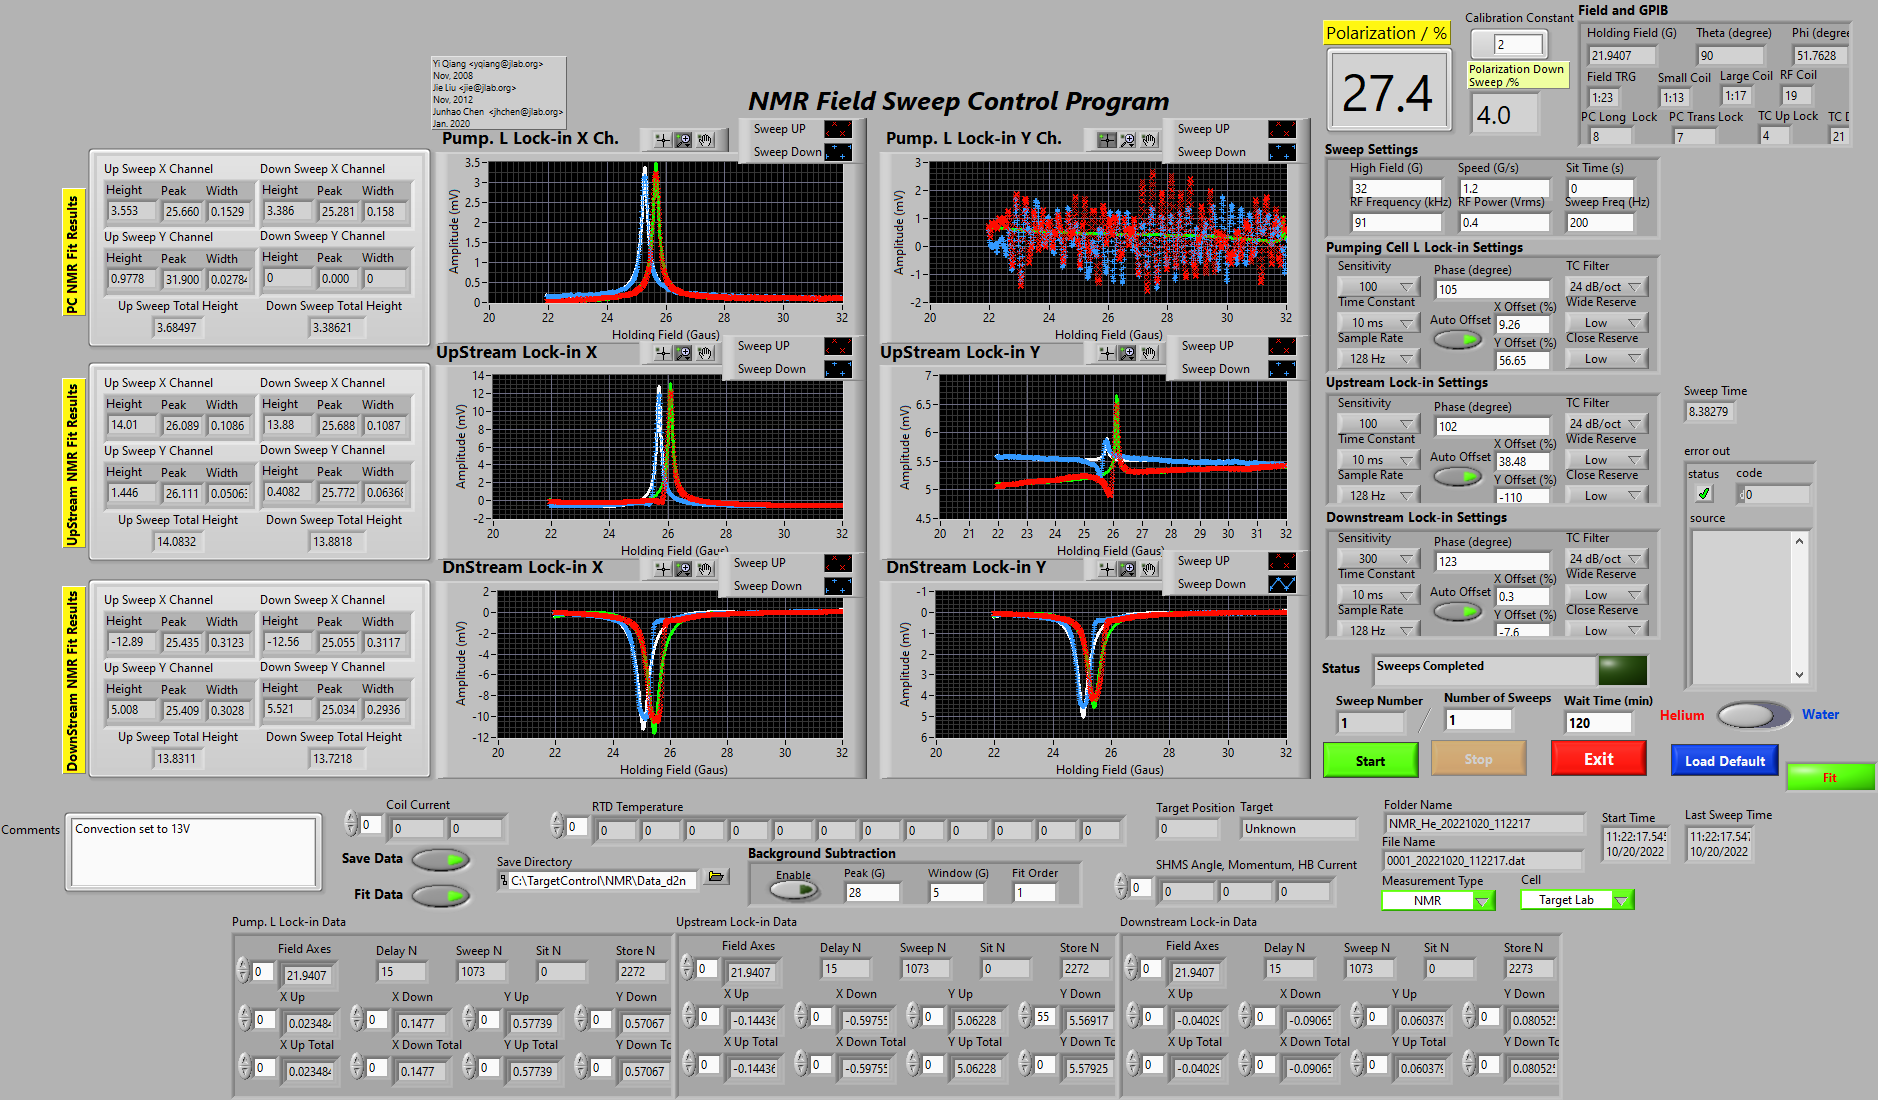 NMR Field Sweep Control Program
Yi Qiang <yqiang@jlab.org>
Nov, 2008
Jie Liu <jie@jlab.org>
Nov, 2012
Junhao Chen <jhchen@jlab.org>
Jan. 2020
Polarization / %
27.4
Calibration Constant
2
Polarization Down
Sweep /%
4.0
Field and GPIB
Holding Field (G) Theta (degree) Phi (degree
21.9407 90 51.7628
Field TRG Small Coil Large Coil RF Coil
1:23 1:13 1:17 19
PC Long Lock PC Trans Lock TC Up Lock TC D
8 7 4 21
PC NMR Fit Results
Up Sweep X Channel Down Sweep X Channel
Height Peak Width Height Peak Width
3.553 25.660 0.1529 3.386 25.281 0.158
Up Sweep Y Channel Down Sweep Y Channel
Height Peak Width Height Peak Width
0.9778 31.900 0.02784 0 0.000 0
Up Sweep Total Height Down Sweep Total Height
3.68497 3.38621
UpStream NMR Fit Results
Up Sweep X Channel Down Sweep X Channel
Height Peak Width Height Peak Width
14.01 26.089 0.1086 13.88 25.688 0.1087
Up Sweep Y Channel Down Sweep Y Channel
Height Peak Width Height Peak Width
1.446 26.111 0.0506 0.4082 25.772 0.0636
Up Sweep Total Height Down Sweep Total Height
14.0832 13.8818
DownStream NMR Fit Results
Up Sweep X Channel Down Sweep X Channel
Height Peak Width Height Peak Width
-12.89 25.435 0.3123 -12.56 25.055 0.3117
Up Sweep Y Channel Down Sweep Y Channel
Height Peak Width Height Peak Width
5.008 25.409 0.3028 5.521 25.034 0.2936
Up Sweep Total Height Down Sweep Total Height
13.8311 13.7218
Pump. L Lock-in X Ch.
Sweep UP
Sweep Down
Amplitude (mV)
3.5
3
2.5
2
1.5
1
0.5
0
20 22 24 26 28 30 32
Holding Field (Gaus)
Pump. L Lock-in Y Ch.
Sweep UP
Sweep Down
Amplitude (mV)
3
2
1
0
-1
-2
20 22 24 26 28 30 32
Holding Field (Gaus)
UpStream Lock-in X
Sweep UP
Sweep Down
Amplitude (mV)
14
12
10
8
6
4
2
0
-2
20 22 24 26 28 30 32
Holding Field (Gaus)
UpStream Lock-in Y
Sweep UP
Sweep Down
Amplitude (mV)
7
6.5
6
5.5
5
4.5
20 21 22 23 24 25 26 27 28 29 30 31 32
Holding Field (Gaus)
DnStream Lock-in X
Sweep UP
Sweep Down
Amplitude (mV)
2
0
-2
-4
-6
-8
-10
-12
20 22 24 26 28 30 32
Holding Field (Gaus)
DnStream Lock-in Y
Sweep UP
Sweep Down
Amplitude (mV)
-1
0
1
2
3
4
5
6
20 22 24 26 28 30 32
Holding Field (Gaus)
Sweep Settings
High Field (G) Speed (G/s) Sit Time (s)
32 1.2 0
RF Frequency (kHz) RF Power (Vrms) Sweep Freq (Hz)
91 0.4 200
Pumping Cell L Lock-in Settings
Sensitivity Phase (degree) TC Filter
100 105 24 dB/oct
Time Constant X Offset (%) Wide Reserve
10 ms Auto Offset 9.26 Low
Sample Rate Y Offset (%) Close Reserve
128 Hz 56.65 Low
Upstream Lock-in Settings
Sensitivity Phase (degree) TC Filter
100 102 24 dB/oct
Time Constant X Offset (%) Wide Reserve
10 ms Auto Offset 38.48 Low
Sample Rate Y Offset (%) Close Reserve
128 Hz -110 Low
Downstream Lock-in Settings
Sensitivity Phase (degree) TC Filter
300 123 24 dB/oct
Time Constant X Offset (%) Wide Reserve
10 ms Auto Offset 0.3 Low
Sample Rate Y Offset (%) Close Reserve
128 Hz -7.6 Low
Sweep Time
8.38279
error out
status code
0
source
Status Sweeps Completed
Sweep Number Number of Sweeps Wait Time (min)
1 1 120
Helium Water
Start Stop Exit Load Default Fit
Comments
Convection set to 13V
Coil Current
0 0 0
Save Data
Fit Data
RTD Temperature
0 0 0 0 0 0 0 0 0 0 0 0 0
Save Directory
C:\TargetControl\NMR\Data_d2n
Background Subtraction
Enable Peak (G) Window (G) Fit Order
28 5 1
Target Position Target
0 Unknown
SHMS Angle, Momentum, HB Current
0 0 0 0
Folder Name
NMR_He_20221020_112217
File Name
0001_20221020_112217.dat
Measurement Type Cell
NMR Target Lab
Start Time
11:22:17.54
10/20/2022
Last Sweep Time
11:22:17.547
10/20/2022
Pump. L Lock-in Data
Field Axes Delay N Sweep N Sit N Store N
0 21.9407 15 1073 0 2272
X Up X Down Y Up Y Down
0 0.02348 0 0.1477 0 0.57739 0 0.57067
X Up Total X Down Total Y Up Total Y Down To
0 0.02348 0 0.1477 0 0.57739 0 0.57067
Upstream Lock-in Data
Field Axes Delay N Sweep N Sit N Store N
0 21.9407 15 1073 0 2272
X Up X Down Y Up Y Down
0 -0.14436 0 -0.59755 0 5.06228 55 5.56917
X Up Total X Down Total Y Up Total Y Down To
0 -0.14436 0 -0.59755 0 5.06228 0 5.57925
Downstream Lock-in Data
Field Axes Delay N Sweep N Sit N Store N
0 21.9407 15 1073 0 2273
X Up X Down Y Up Y Down
0 -0.04029 0 -0.09065 0 0.060379 0 0.08052
X Up Total X Down Total Y Up Total Y Down To
0 -0.04029 0 -0.09065 0 0.060379 0 0.08052